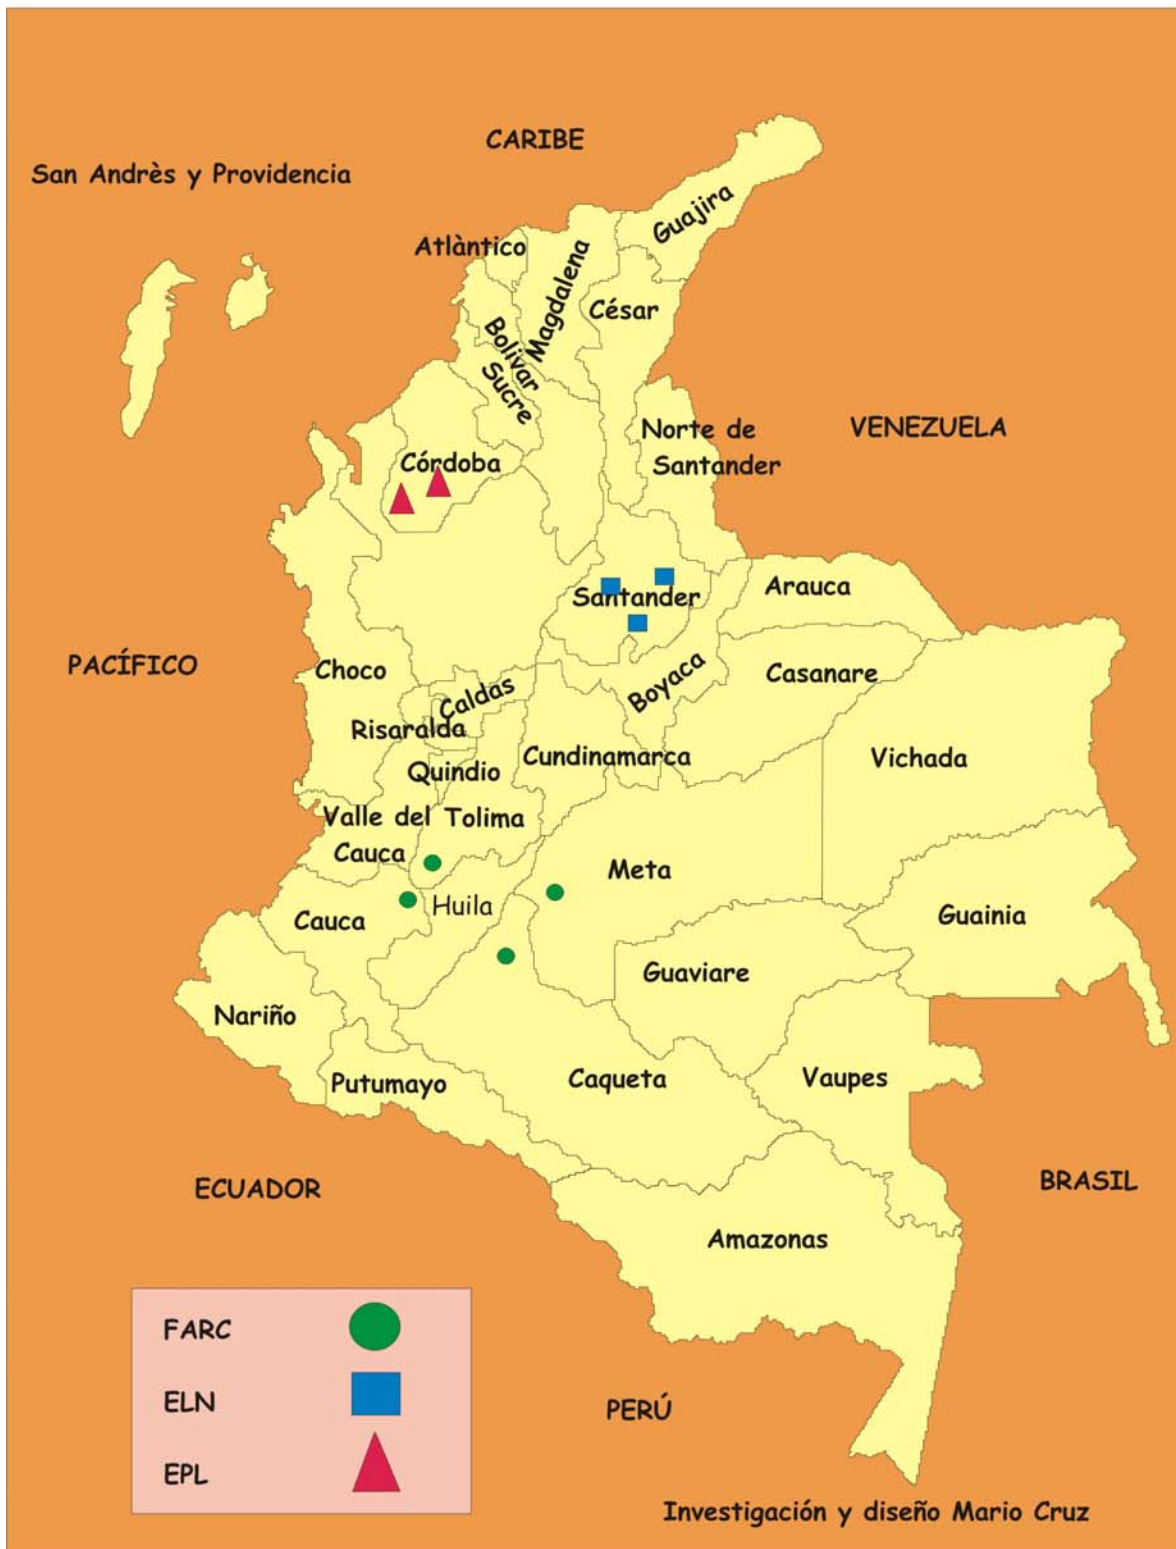 CARIBE
San Andrès y Providencia
Guajira
Atlàntico
Magdalena
César
Bolivar
Sucre
Norte de
Santander
VENEZUELA
Córdoba
Santander
Arauca
PACÍFICO
Choco
Boyaca
Casanare
Caldas
Risaralda
Cundinamarca
Vichada
Quindio
Valle del
Cauca
Tolima
Meta
Huila
Cauca
Guainia
Guaviare
Nariño
Putumayo
Caqueta
Vaupes
ECUADOR
BRASIL
Amazonas
FARC
ELN
EPL
PERÚ
Investigación y diseño Mario Cruz